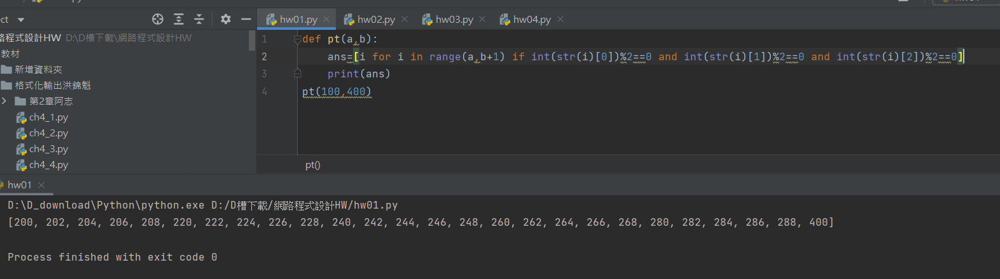 ect
hw01.py
hw02.py
hw03.py
hw04.py
路程式設計HW D:\D槽下載\網路程式設計HW
教材
新增資料夾
格式化輸出洪錦魁
第2章阿志
ch4_1.py
ch4_2.py
ch4_3.py
ch4_4.py
1 def pt(a,b):
2 ans=[i for i in range(a,b+1) if int(str(i)[0])%2==0 and int(str(i)[1])%2==0 and int(str(i)[2])%2==0]
3 print(ans)
4 pt(100,400)
pt()
hw01
D:\D_download\Python\python.exe D:/D槽下載/網路程式設計HW/hw01.py
[200, 202, 204, 206, 208, 220, 222, 224, 226, 228, 240, 242, 244, 246, 248, 260, 262, 264, 266, 268, 280, 282, 284, 286, 288, 400]
Process finished with exit code 0